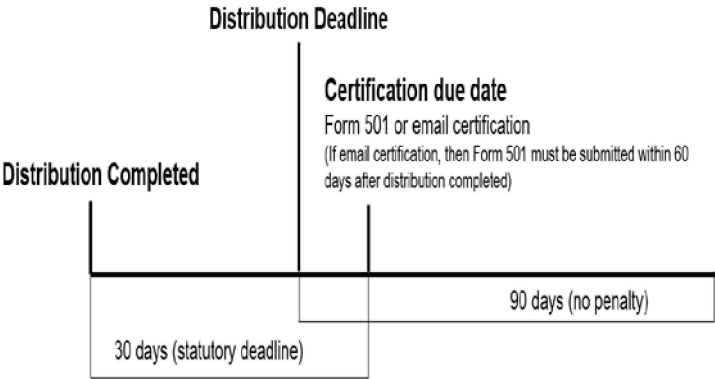 Distribution Deadline
Certification due date
Form 501 or email certification
(If email certification, then Form 501 must be submitted within 60
days after distribution completed)
Distribution Completed
90 days (no penalty)
30 days (statutory deadline)